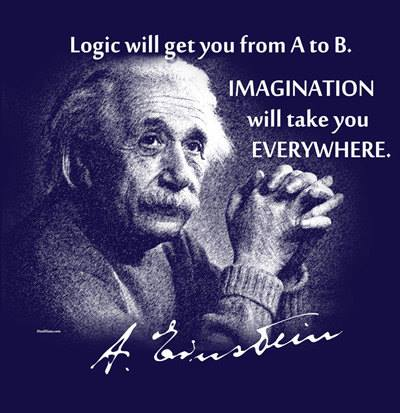 Logic will get you from A to B.
IMAGINATION
will take you
EVERYWHERE.
A. Einstein